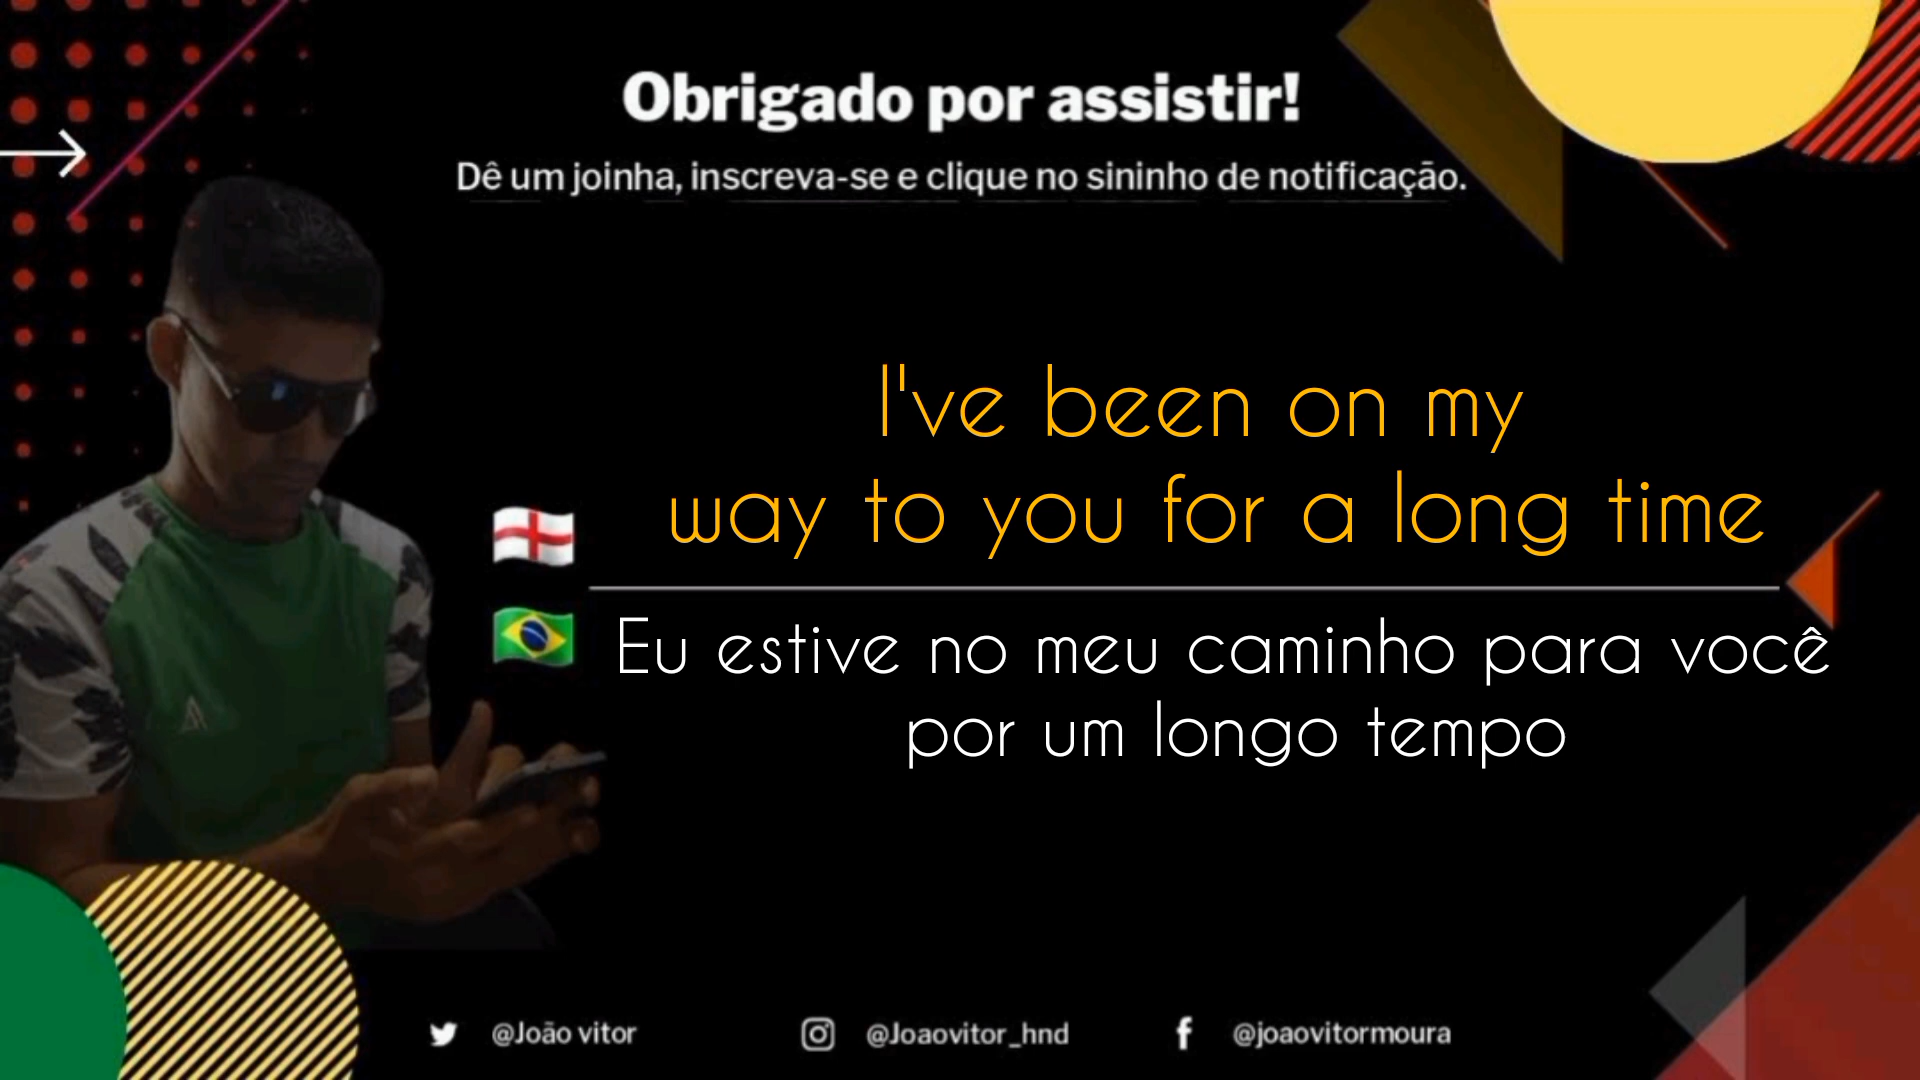 Obrigado por assistir!
Dê um joinha, inscreva-se e clique no sininho de notificação.
I've been on my
way to you for a long time
Eu estive no meu caminho para você
por um longo tempo
@João vitor
@Joaovitor_hnd
@joaovitormoura